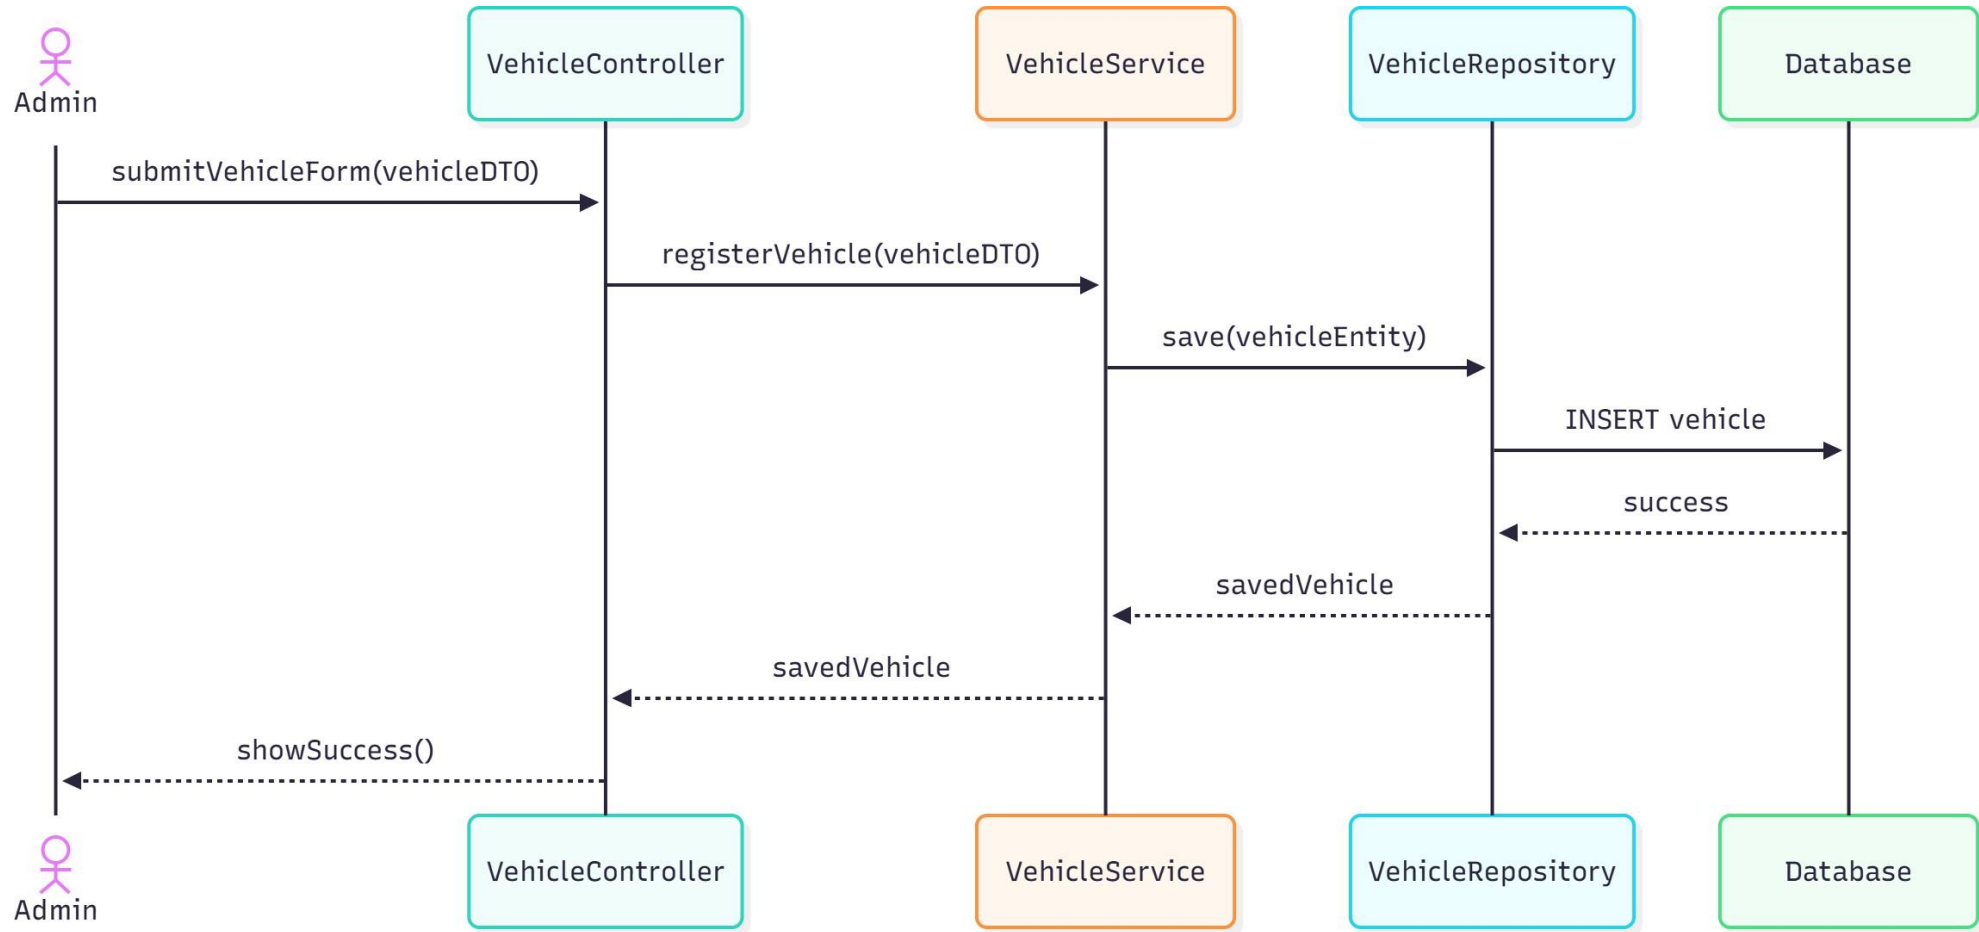 Admin
VehicleController
VehicleService
VehicleRepository
Database
submitVehicleForm(vehicleDTO)
registerVehicle(vehicleDTO)
save(vehicleEntity)
INSERT vehicle
success
savedVehicle
savedVehicle
showSuccess()
Admin
VehicleController
VehicleService
VehicleRepository
Database